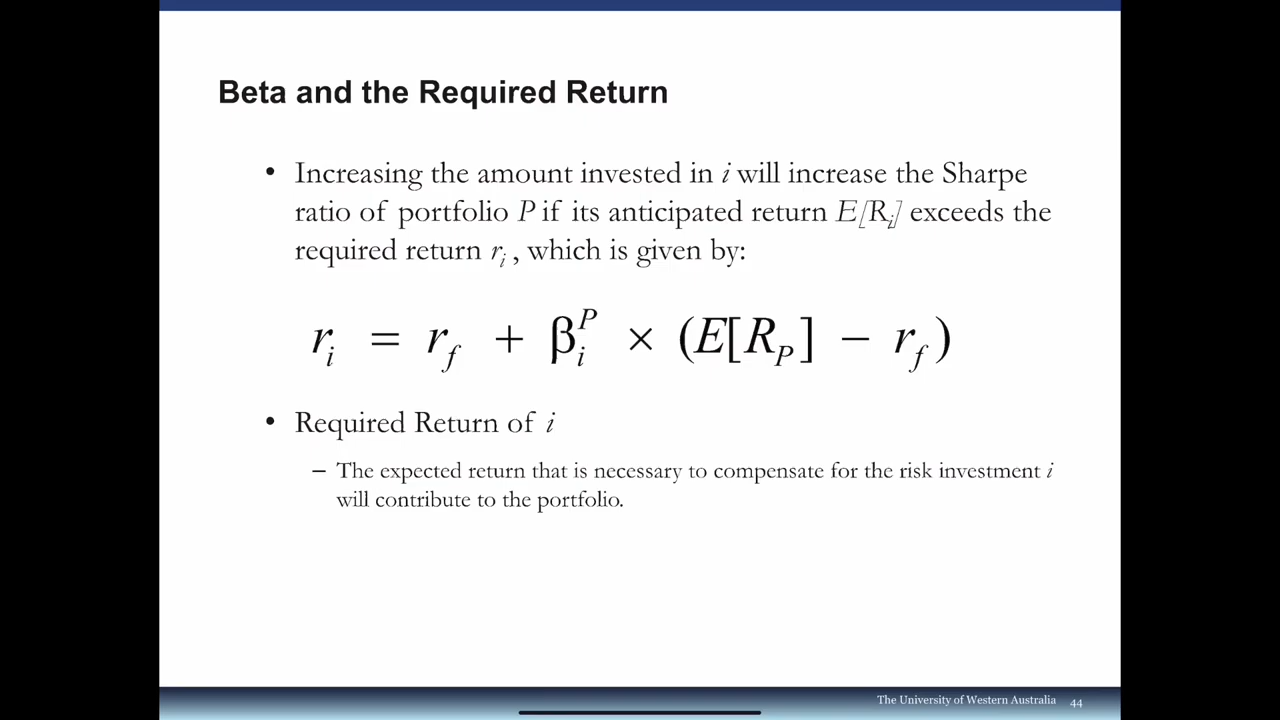 Beta and the Required Return
• Increasing the amount invested in i will increase the Sharpe
ratio of portfolio P if its anticipated return E[Ri] exceeds the
required return ri , which is given by:
ri = rf + βiP × (E[RP] − rf)
• Required Return of i
– The expected return that is necessary to compensate for the risk investment i
will contribute to the portfolio.
The University of Western Australia 44